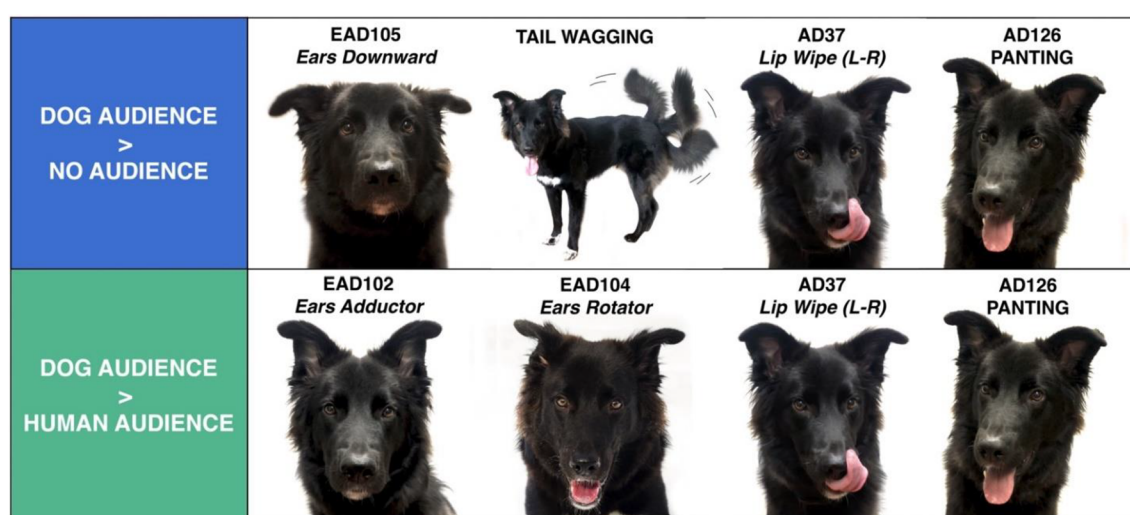 DOG AUDIENCE
>
NO AUDIENCE
EAD105
Ears Downward
TAIL WAGGING
AD37
Lip Wipe (L-R)
AD126
PANTING
DOG AUDIENCE
>
HUMAN AUDIENCE
EAD102
Ears Adductor
EAD104
Ears Rotator
AD37
Lip Wipe (L-R)
AD126
PANTING